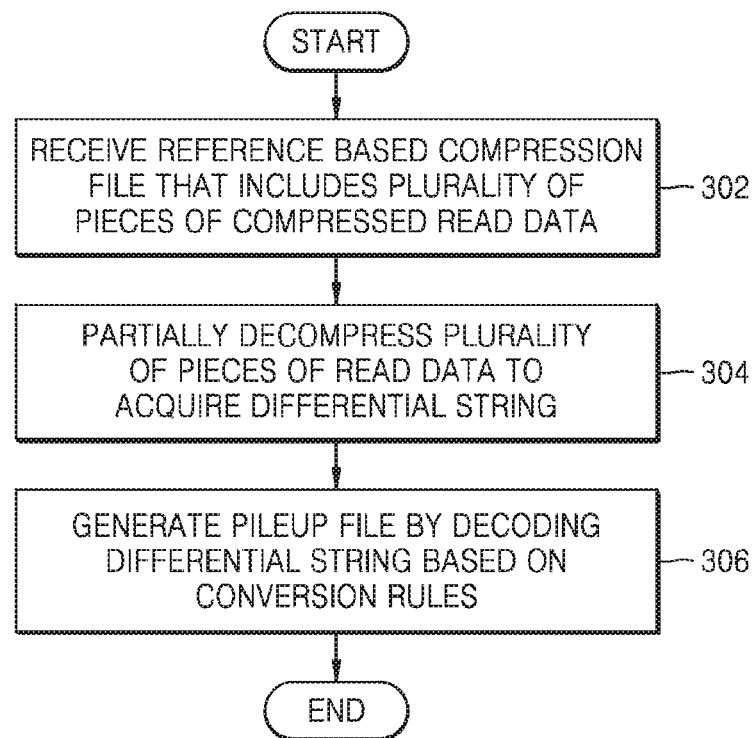 START
RECEIVE REFERENCE BASED COMPRESSION
FILE THAT INCLUDES PLURALITY OF
PIECES OF COMPRESSED READ DATA
302
PARTIALLY DECOMPRESS PLURALITY
OF PIECES OF READ DATA TO
ACQUIRE DIFFERENTIAL STRING
304
GENERATE PILEUP FILE BY DECODING
DIFFERENTIAL STRING BASED ON
CONVERSION RULES
306
END